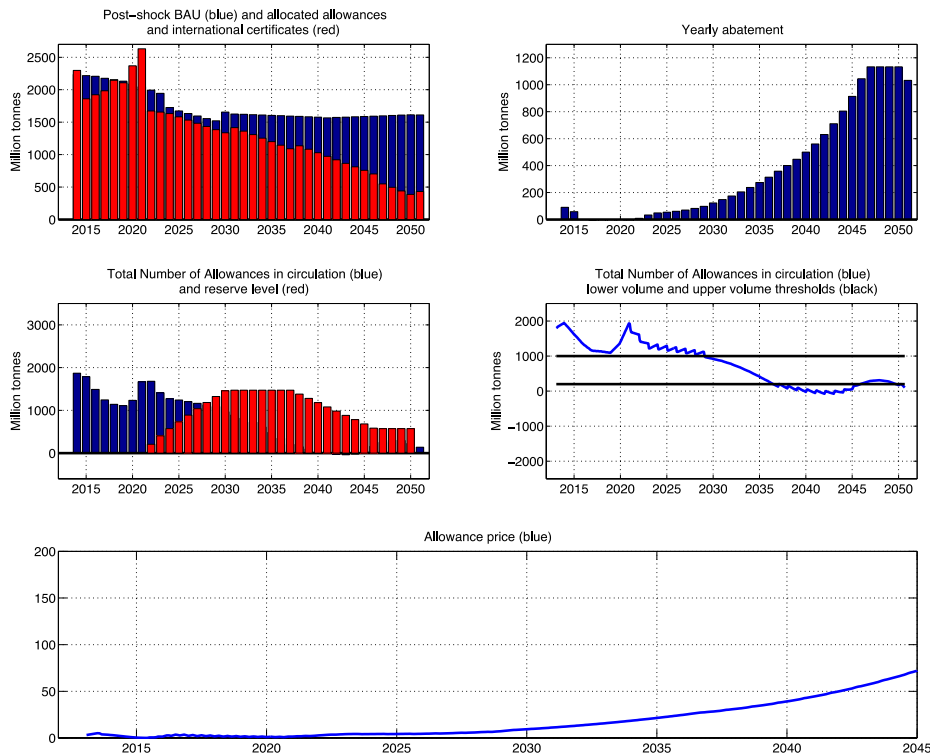 Post−shock BAU (blue) and allocated allowances
and international certificates (red)
Million tonnes
2500
2000
1500
1000
500
0
2015 2020 2025 2030 2035 2040 2045 2050
Yearly abatement
Million tonnes
1200
1000
800
600
400
200
0
2015 2020 2025 2030 2035 2040 2045 2050
Total Number of Allowances in circulation (blue)
and reserve level (red)
Million tonnes
3000
2000
1000
0
2015 2020 2025 2030 2035 2040 2045 2050
Total Number of Allowances in circulation (blue)
lower volume and upper volume thresholds (black)
Million tonnes
2000
1000
0
−1000
−2000
2015 2020 2025 2030 2035 2040 2045 2050
Allowance price (blue)
200
150
100
50
0
2015 2020 2025 2030 2035 2040 2045